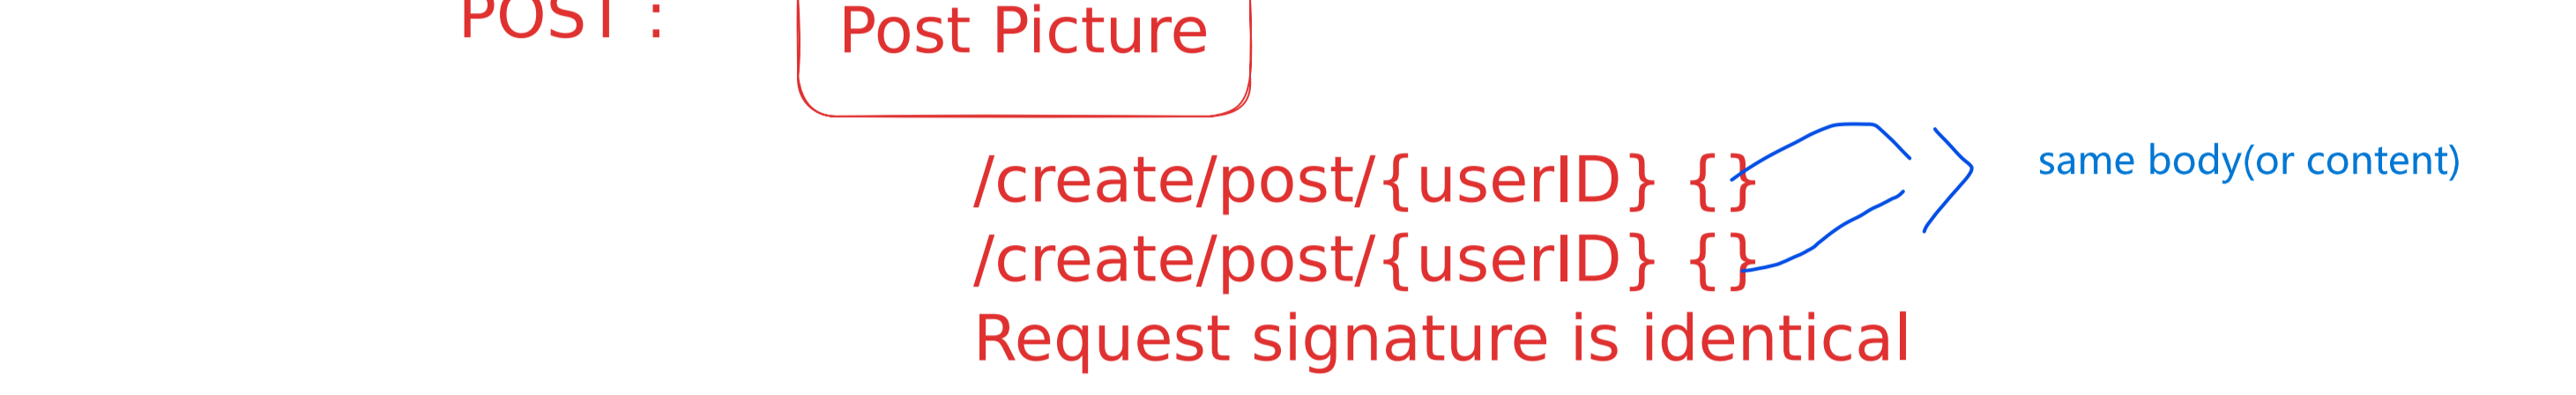 POST :
Post Picture
/create/post/{userID} {}
same body(or content)
/create/post/{userID} {}
Request signature is identical